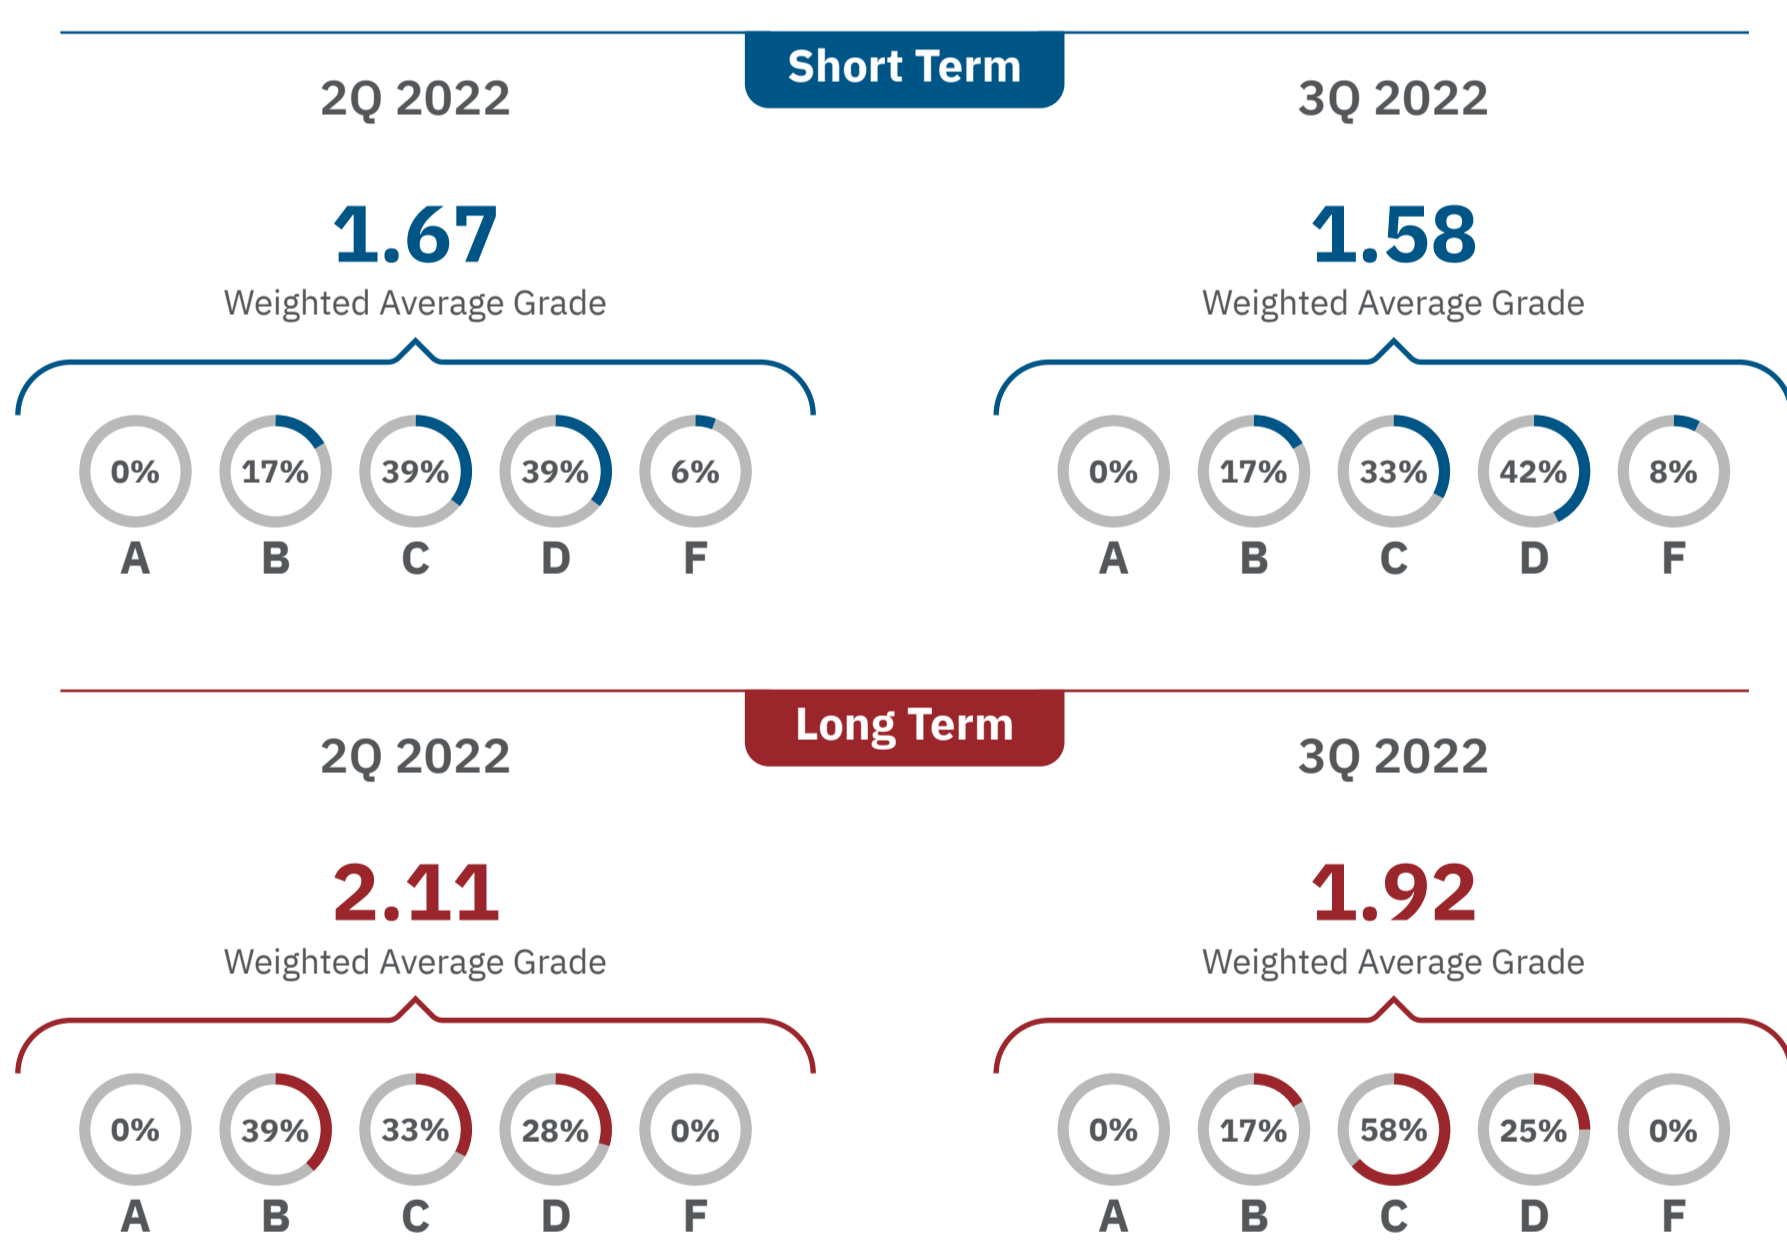 Short Term
2Q 2022
3Q 2022
1.67
1.58
Weighted Average Grade
Weighted Average Grade
0% 17% 39% 39% 6%
0% 17% 33% 42% 8%
A B C D F
A B C D F
Long Term
2Q 2022
3Q 2022
2.11
1.92
Weighted Average Grade
Weighted Average Grade
0% 39% 33% 28% 0%
0% 17% 58% 25% 0%
A B C D F
A B C D F